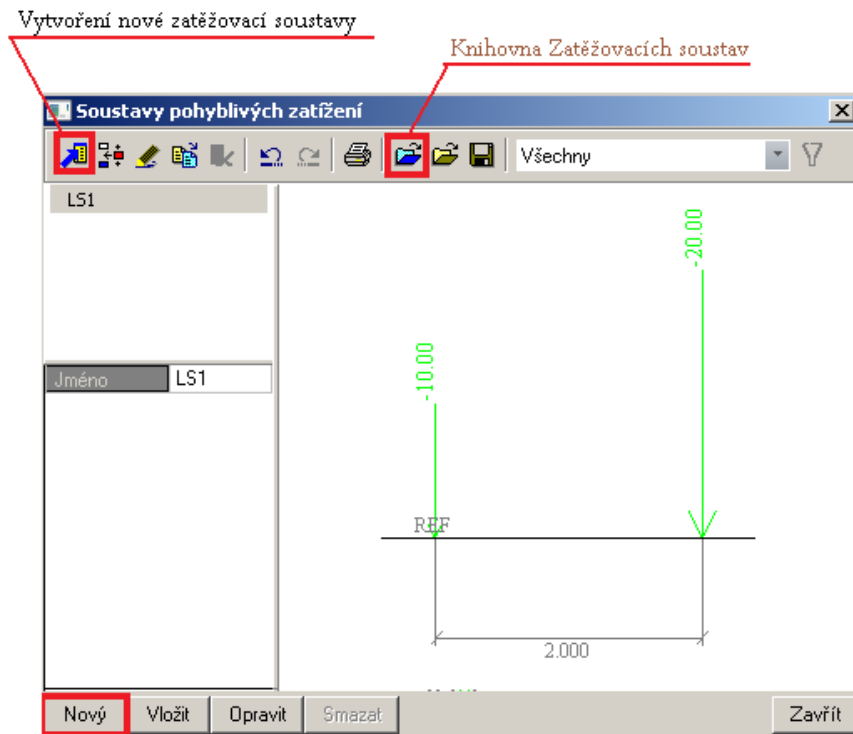 Vytvoření nové zatěžovací soustavy
Knihovna Zatěžovacích soustav
Soustavy pohyblivých zatížení
Všechny
LS1
Jméno LS1
-10.00
-20.00
REF
2.000
Nový Vložit Opravit Smazat Zavřít